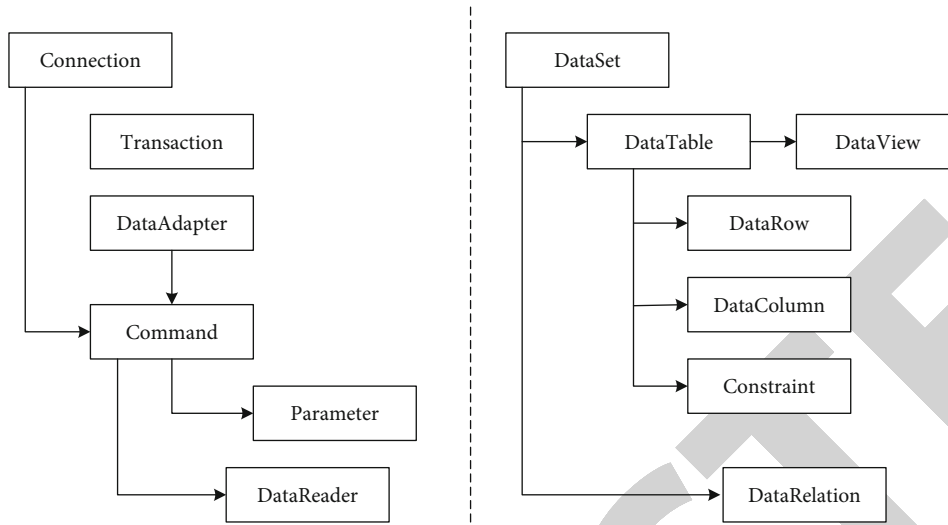 Connection
Transaction
DataAdapter
Command
Parameter
DataReader
DataSet
DataTable
DataView
DataRow
DataColumn
Constraint
DataRelation